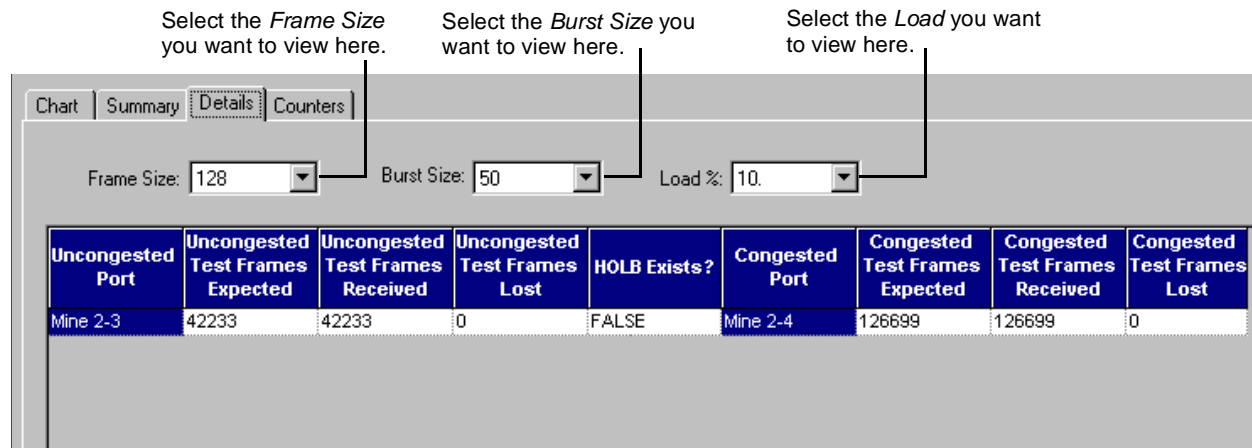 Select the Frame Size
you want to view here.
Select the Burst Size you
want to view here.
Select the Load you want
to view here.
Chart Summary Details Counters
Frame Size: 128 Burst Size: 50 Load %: 10.
Uncongested
Port
Uncongested
Test Frames
Expected
Uncongested
Test Frames
Received
Uncongested
Test Frames
Lost
HOLB Exists?
Congested
Port
Congested
Test Frames
Expected
Congested
Test Frames
Received
Congested
Test Frames
Lost
Mine 2-3 42233 42233 0 FALSE Mine 2-4 126699 126699 0